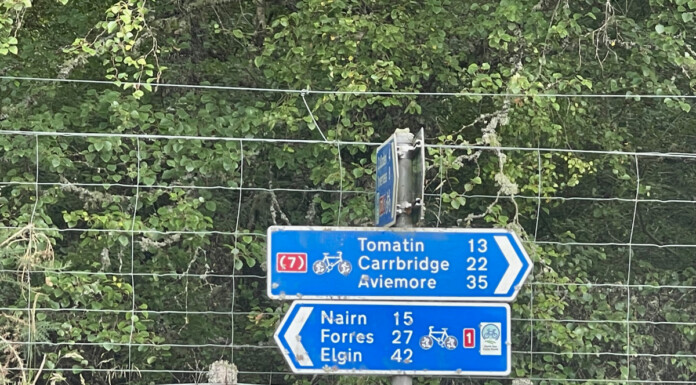 Tomatin 13
(7) Carrbridge 22
Aviemore 35
Nairn 15
Forres 27 1
Elgin 42